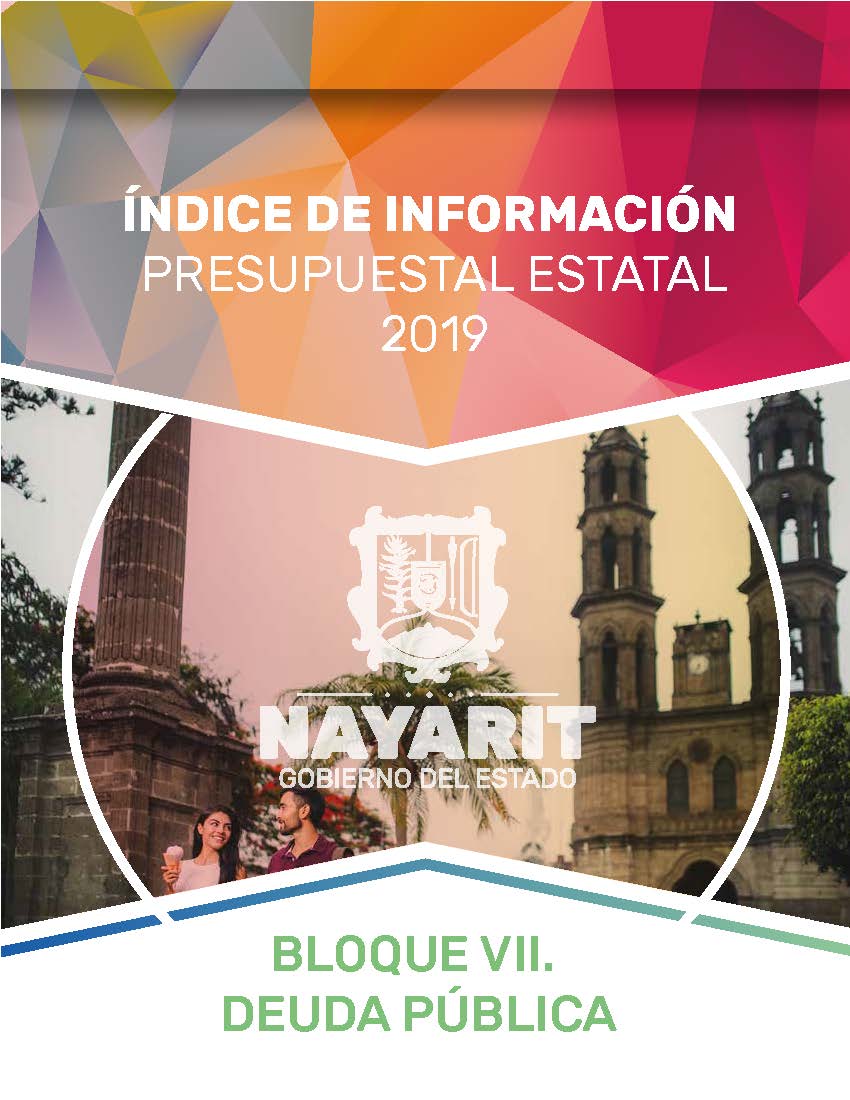 ÍNDICE DE INFORMACIÓN
PRESUPUESTAL ESTATAL
2019
NAYARIT
GOBIERNO DEL ESTADO
BLOQUE VII.
DEUDA PÚBLICA